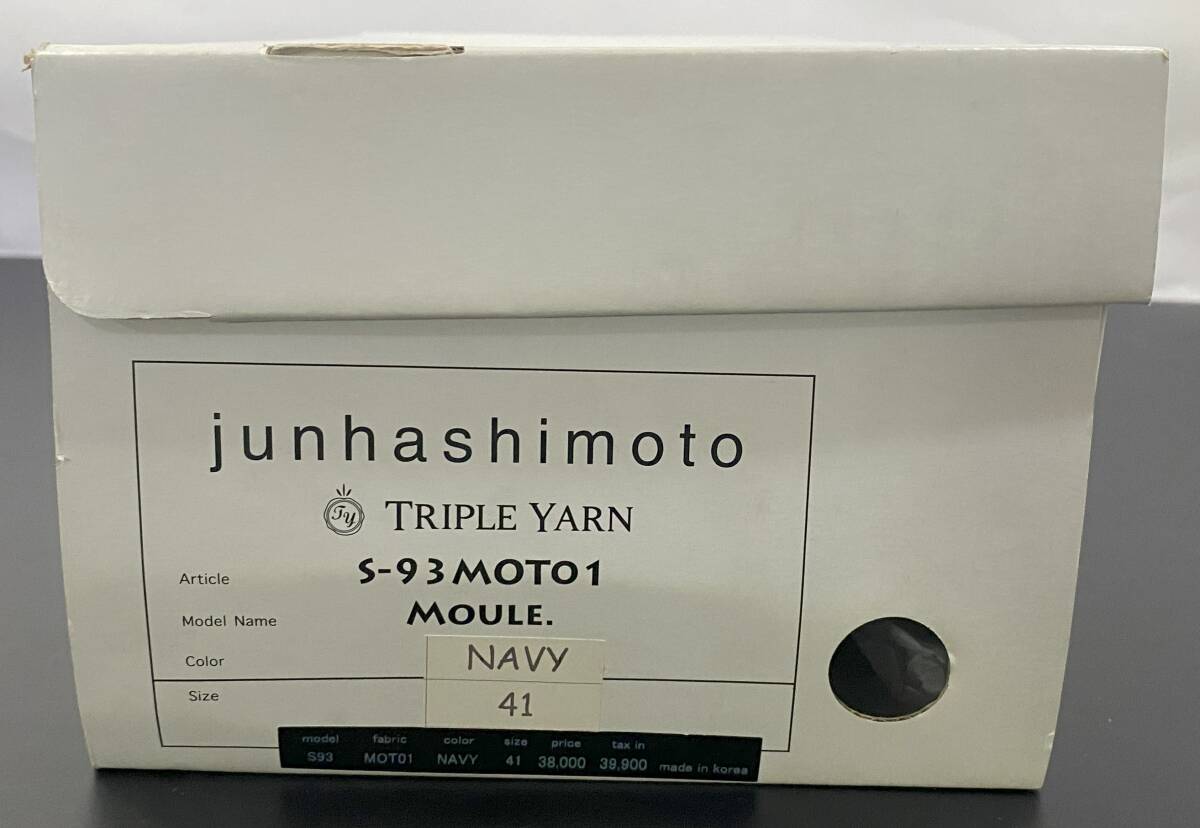 junhashimoto
Ty TRIPLE YARN
Article S-93MOTO1
Model Name MOULE.
Color NAVY
Size 41
model fabric color size price tax in
S93 MOT01 NAVY 41 38,000 39,900 made in korea